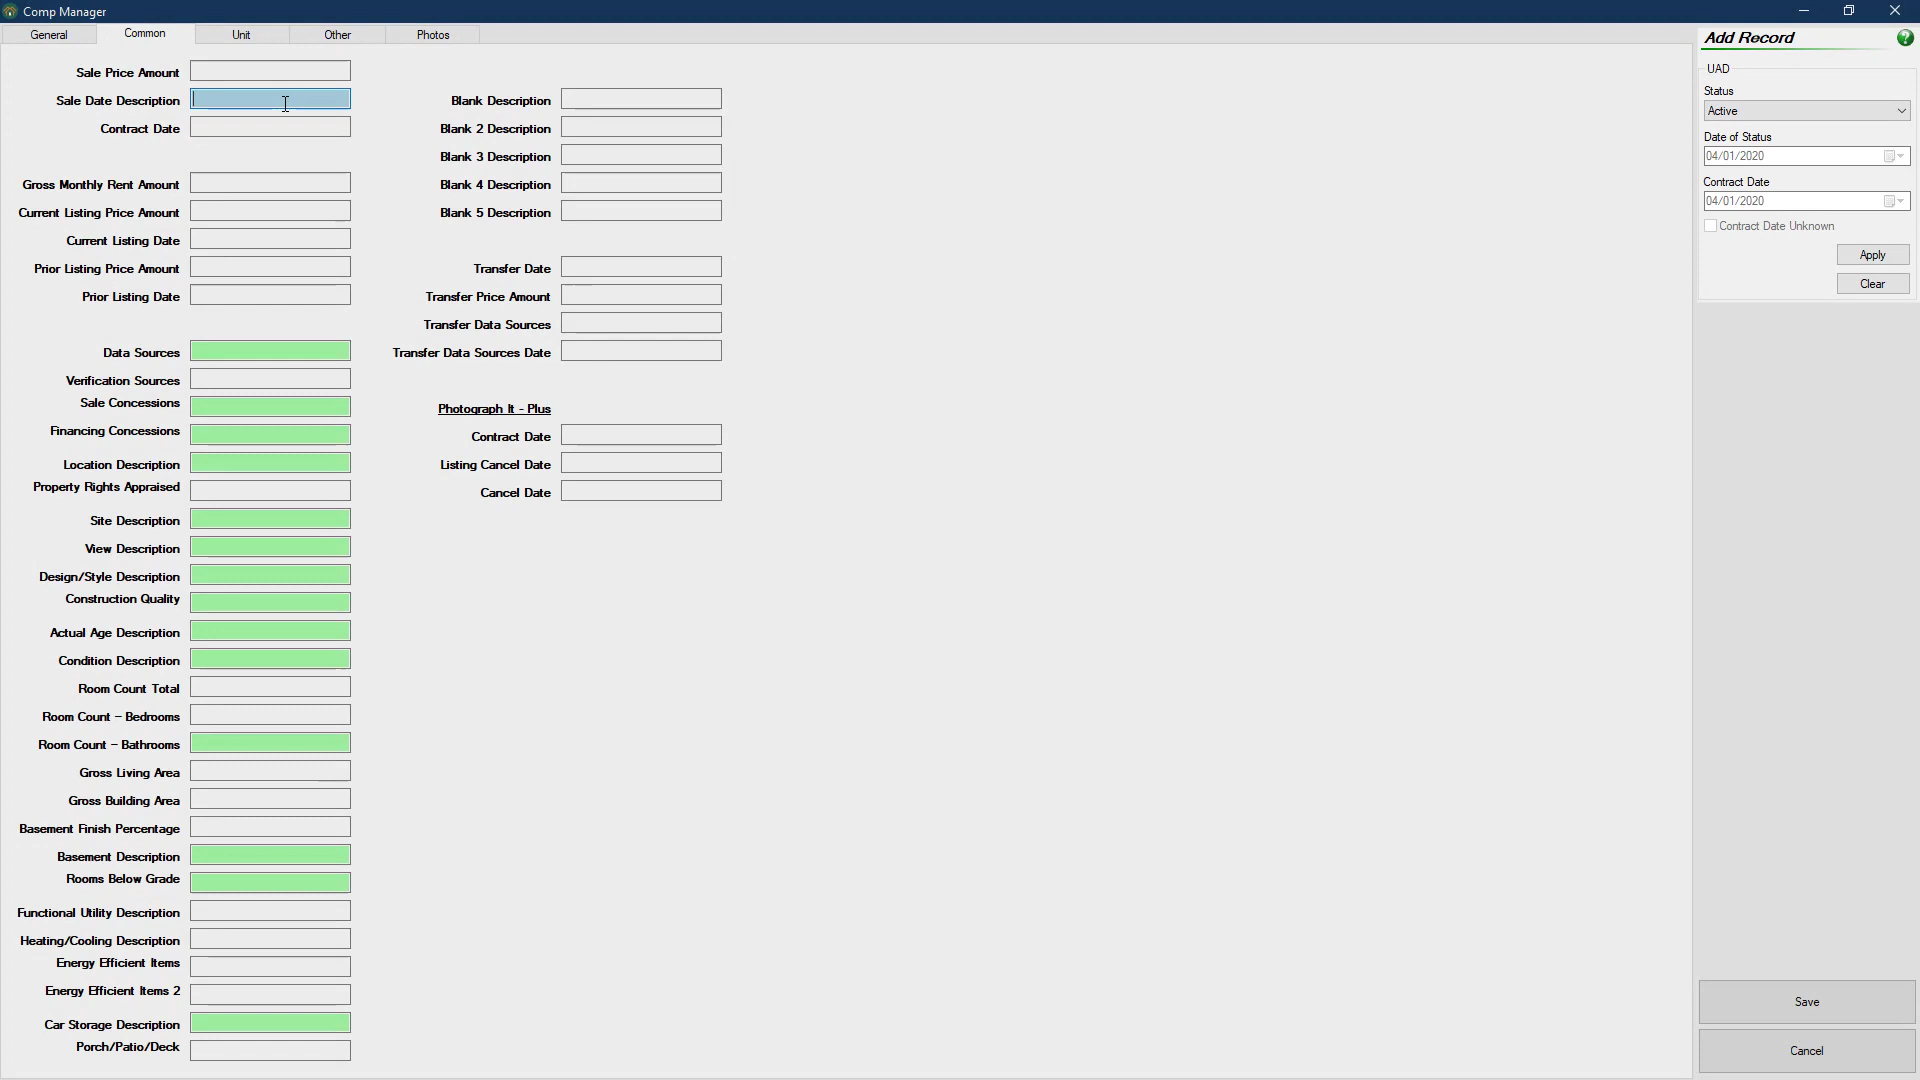 Comp Manager
General
Common
Unit
Other
Photos
Sale Price Amount
Sale Date Description
Contract Date
Gross Monthly Rent Amount
Current Listing Price Amount
Current Listing Date
Prior Listing Price Amount
Prior Listing Date
Data Sources
Verification Sources
Sale Concessions
Financing Concessions
Location Description
Property Rights Appraised
Site Description
View Description
Design/Style Description
Construction Quality
Actual Age Description
Condition Description
Room Count Total
Room Count - Bedrooms
Room Count - Bathrooms
Gross Living Area
Gross Building Area
Basement Finish Percentage
Basement Description
Rooms Below Grade
Functional Utility Description
Heating/Cooling Description
Energy Efficient Items
Energy Efficient Items 2
Car Storage Description
Porch/Patio/Deck
Blank Description
Blank 2 Description
Blank 3 Description
Blank 4 Description
Blank 5 Description
Transfer Date
Transfer Price Amount
Transfer Data Sources
Transfer Data Sources Date
Photograph It - Plus
Contract Date
Listing Cancel Date
Cancel Date
Add Record
?
UAD
Status
Active
Date of Status
04/01/2020
Contract Date
04/01/2020
Contract Date Unknown
Apply
Clear
Save
Cancel